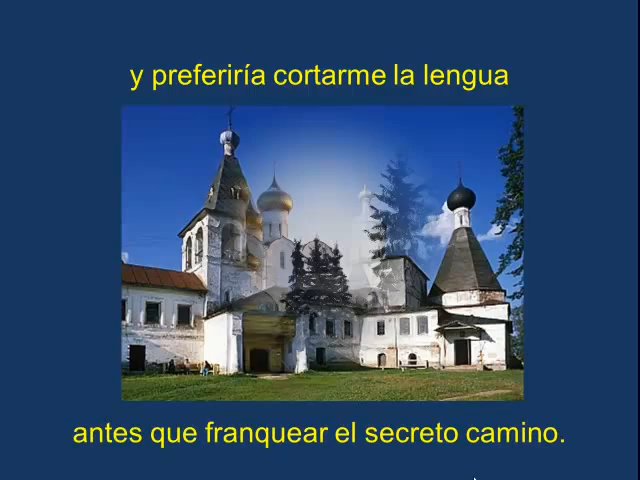 y preferiría cortarme la lengua
antes que franquear el secreto camino.